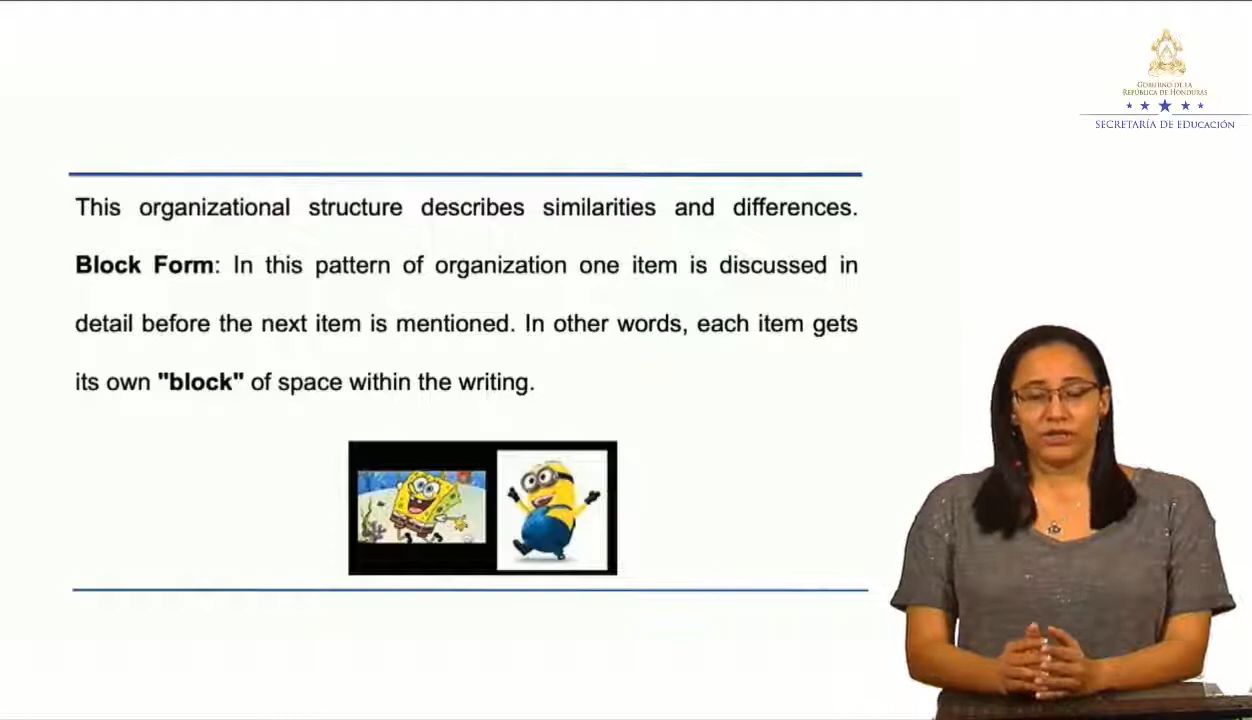 GOBIERNO DE LA
REPÚBLICA DE HONDURAS
SECRETARÍA DE EDUCACIÓN
This organizational structure describes similarities and differences.
Block Form: In this pattern of organization one item is discussed in
detail before the next item is mentioned. In other words, each item gets
its own "block" of space within the writing.